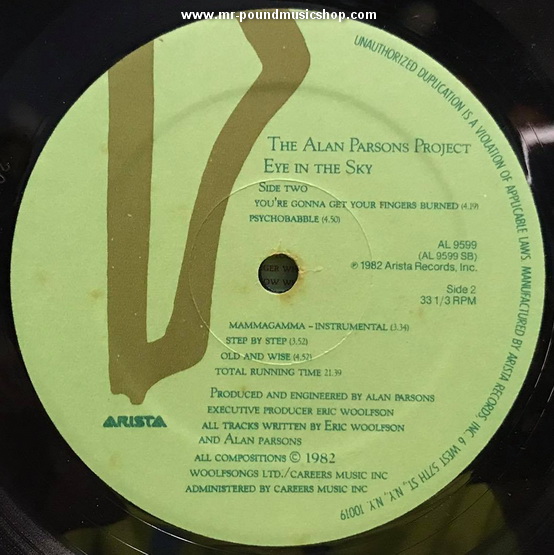 www.mr-poundmusicshop.com
UNAUTHORIZED DUPLICATION IS A VIOLATION OF APPLICABLE LAWS. MANUFACTURED BY ARISTA RECORDS, INC. 6 WEST 57TH ST., N.Y., N.Y. 10019
THE ALAN PARSONS PROJECT
EYE IN THE SKY
SIDE TWO
YOU'RE GONNA GET YOUR FINGERS BURNED (4.19)
PSYCHOBABBLE (4.50)
AL 9599
(AL 9599 SB)
℗ 1982 Arista Records, Inc.
Side 2
33 1/3 RPM
MAMMAGAMMA - INSTRUMENTAL (3.34)
STEP BY STEP (3.52)
OLD AND WISE (4.52)
TOTAL RUNNING TIME 21.39
PRODUCED AND ENGINEERED BY ALAN PARSONS
EXECUTIVE PRODUCER ERIC WOOLFSON
ALL TRACKS WRITTEN BY ERIC WOOLFSON
AND ALAN PARSONS
ALL COMPOSITIONS © 1982
WOOLFSONGS LTD./CAREERS MUSIC INC
ADMINISTERED BY CAREERS MUSIC INC
ARISTA